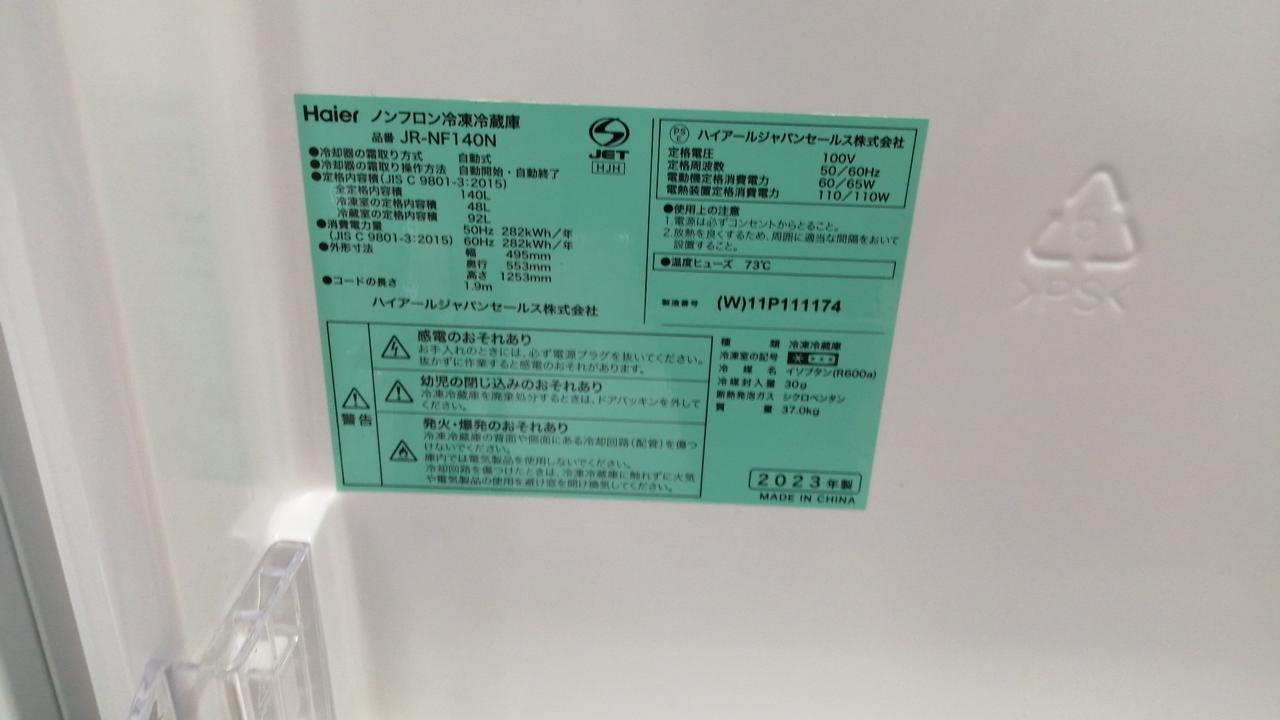 Haier ノンフロン冷凍冷蔵庫
品番 JR-NF140N
JET
HJH
●冷却器の霜取り方式 自動式
●冷却器の霜取り操作方法 自動開始・自動終了
●定格内容積(JIS C 9801-3:2015)
全定格内容積 140L
冷凍室の定格内容積 48L
冷蔵室の定格内容積 92L
●消費電力量 50Hz 282kWh/年
(JIS C 9801-3:2015) 60Hz 282kWh/年
●外形寸法 幅 495mm
奥行 553mm
高さ 1253mm
●コードの長さ 1.9m
ハイアールジャパンセールス株式会社
PS
E
ハイアールジャパンセールス株式会社
定格電圧 100V
定格周波数 50/60Hz
電動機定格消費電力 60/65W
電熱装置定格消費電力 110/110W
●使用上の注意
1.電源は必ずコンセントからとること。
2.放熱を良くするため、周囲に適当な間隔をおいて
設置すること。
●温度ヒューズ 73℃
製造番号 (W)11P111174
警告
感電のおそれあり
お手入れのときには、必ず電源プラグを抜いてください。
抜かずに作業すると感電のおそれがあります。
幼児の閉じ込みのおそれあり
冷凍冷蔵庫を廃棄処分するときは、ドアパッキンを外して
ください。
発火・爆発のおそれあり
冷凍冷蔵庫の背面や側面にある冷却回路(配管)を傷つ
けないでください。
庫内では電気製品を使用しないでください。
冷却回路を傷つけたときは、冷凍冷蔵庫に触れずに火気
や電気製品の使用を避け窓を開け換気してください。
種類 冷凍冷蔵庫
冷凍室の記号
冷媒名 イソブタン(R600a)
冷媒封入量 30g
断熱発泡ガス シクロペンタン
質量 37.0kg
2023年製
MADE IN CHINA
6
>PS<